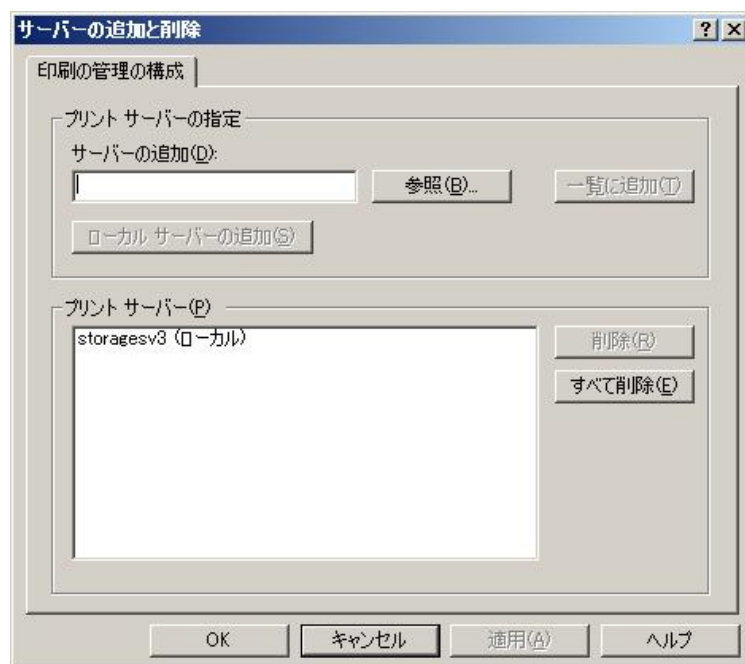 サーバーの追加と削除
印刷の管理の構成
プリント サーバーの指定
サーバーの追加(D):
参照(B)...
一覧に追加(T)
ローカル サーバーの追加(S)
プリント サーバー(P)
storagesv3 (ローカル)
削除(R)
すべて削除(E)
OK
キャンセル
適用(A)
ヘルプ